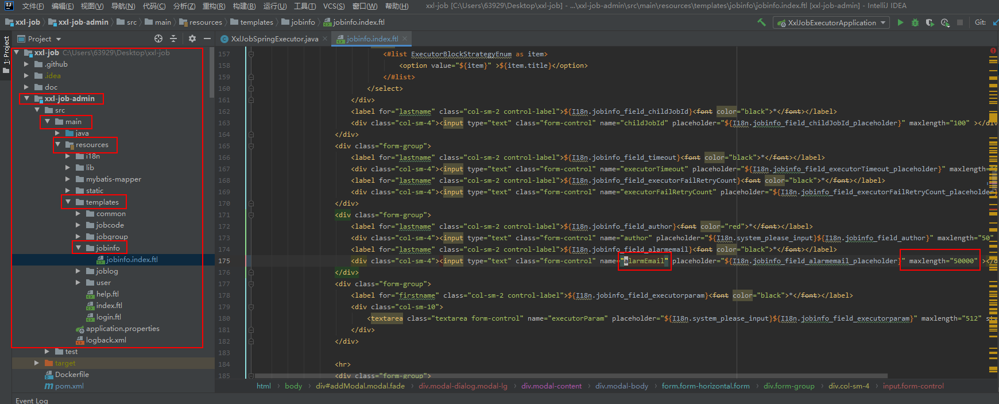 文件(F) 编辑(E) 视图(V) 导航(N) 代码(C) 分析(Z) 重构(R) 构建(B) 运行(U) 工具(T) VCS(S) 窗口(W) 帮助(H) xxl-job [C:\Users\63929\Desktop\xxl-job] - ...\xxl-job-admin\src\main\resources\templates\jobinfo\jobinfo.index.ftl [xxl-job-admin] - IntelliJ IDEA
xxl-job xxl-job-admin src main resources templates jobinfo jobinfo.index.ftl XxlJobExecutorApplication Git:
1: Project
Project
XxlJobSpringExecutor.java jobinfo.index.ftl
xxl-job C:\Users\63929\Desktop\xxl-job
.github
.idea
doc
xxl-job-admin
src
main
java
resources
i18n
lib
mybatis-mapper
static
templates
common
jobcode
jobgroup
jobinfo
jobinfo.index.ftl
joblog
user
help.ftl
index.ftl
login.ftl
application.properties
logback.xml
test
target
Dockerfile
pom.xml
157 <#list ExecutorBlockStrategyEnum as item>
158 <option value="${item}" >${item.title}</option>
159 </#list>
160 </select>
161 </div>
162 <label for="lastname" class="col-sm-2 control-label">${I18n.jobinfo_field_childJobId}<font color="black">*</font></label>
163 <div class="col-sm-4"><input type="text" class="form-control" name="childJobId" placeholder="${I18n.jobinfo_field_childJobId_placeholder}" maxlength="100" ></div
164 </div>
165 <div class="form-group">
166 <label for="lastname" class="col-sm-2 control-label">${I18n.jobinfo_field_timeout}<font color="black">*</font></label>
167 <div class="col-sm-4"><input type="text" class="form-control" name="executorTimeout" placeholder="${I18n.jobinfo_field_executorTimeout_placeholder}" maxlength=
168 <label for="lastname" class="col-sm-2 control-label">${I18n.jobinfo_field_executorFailRetryCount}<font color="black">*</font></label>
169 <div class="col-sm-4"><input type="text" class="form-control" name="executorFailRetryCount" placeholder="${I18n.jobinfo_field_executorFailRetryCount_placeholder}
170 </div>
171 <div class="form-group">
172 <label for="lastname" class="col-sm-2 control-label">${I18n.jobinfo_field_author}<font color="red">*</font></label>
173 <div class="col-sm-4"><input type="text" class="form-control" name="author" placeholder="${I18n.system_please_input}${I18n.jobinfo_field_author}" maxlength="50"
174 <label for="lastname" class="col-sm-2 control-label">${I18n.jobinfo_field_alarmemail}<font color="black">*</font></label>
175 <div class="col-sm-4"><input type="text" class="form-control" name="alarmEmail" placeholder="${I18n.jobinfo_field_alarmemail_placeholder}" maxlength="50000" ></d
176 </div>
177 <div class="form-group">
178 <label for="firstname" class="col-sm-2 control-label">${I18n.jobinfo_field_executorparam}<font color="black">*</font></label>
179 <div class="col-sm-10">
180 <textarea class="textarea form-control" name="executorParam" placeholder="${I18n.system_please_input}${I18n.jobinfo_field_executorparam}" maxlength="512" st
181 </div>
182 </div>
183
184 <hr>
185 <div class="form-group">
html body div#addModal.modal.fade div.modal-dialog.modal-lg div.modal-content div.modal-body form.form-horizontal.form div.form-group div.col-sm-4 input.form-control
Event Log